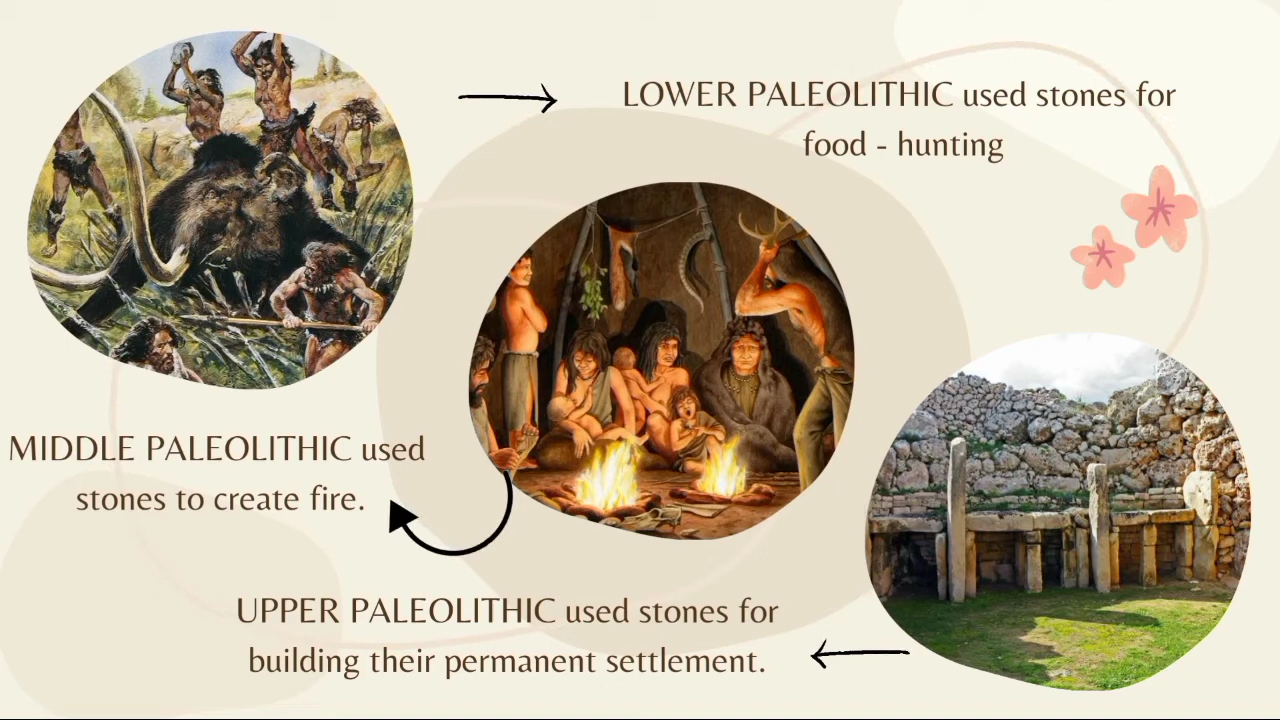 LOWER PALEOLITHIC used stones for
food - hunting
MIDDLE PALEOLITHIC used
stones to create fire.
UPPER PALEOLITHIC used stones for
building their permanent settlement.